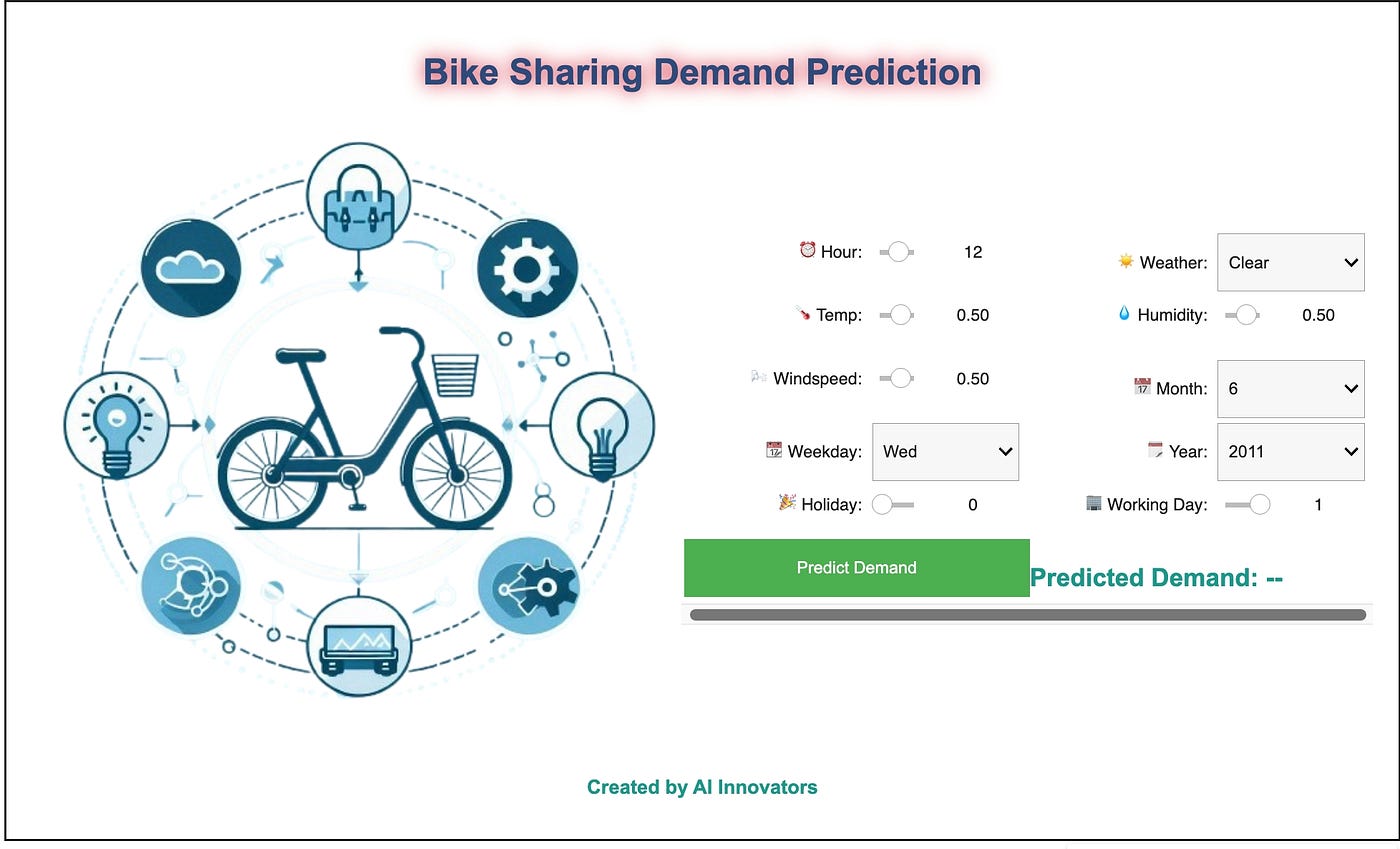 Bike Sharing Demand Prediction
Hour: 12
Weather: Clear
Temp: 0.50
Humidity: 0.50
Windspeed: 0.50
Month: 6
Weekday: Wed
Year: 2011
Holiday: 0
Working Day: 1
Predict Demand
Predicted Demand: --
Created by AI Innovators